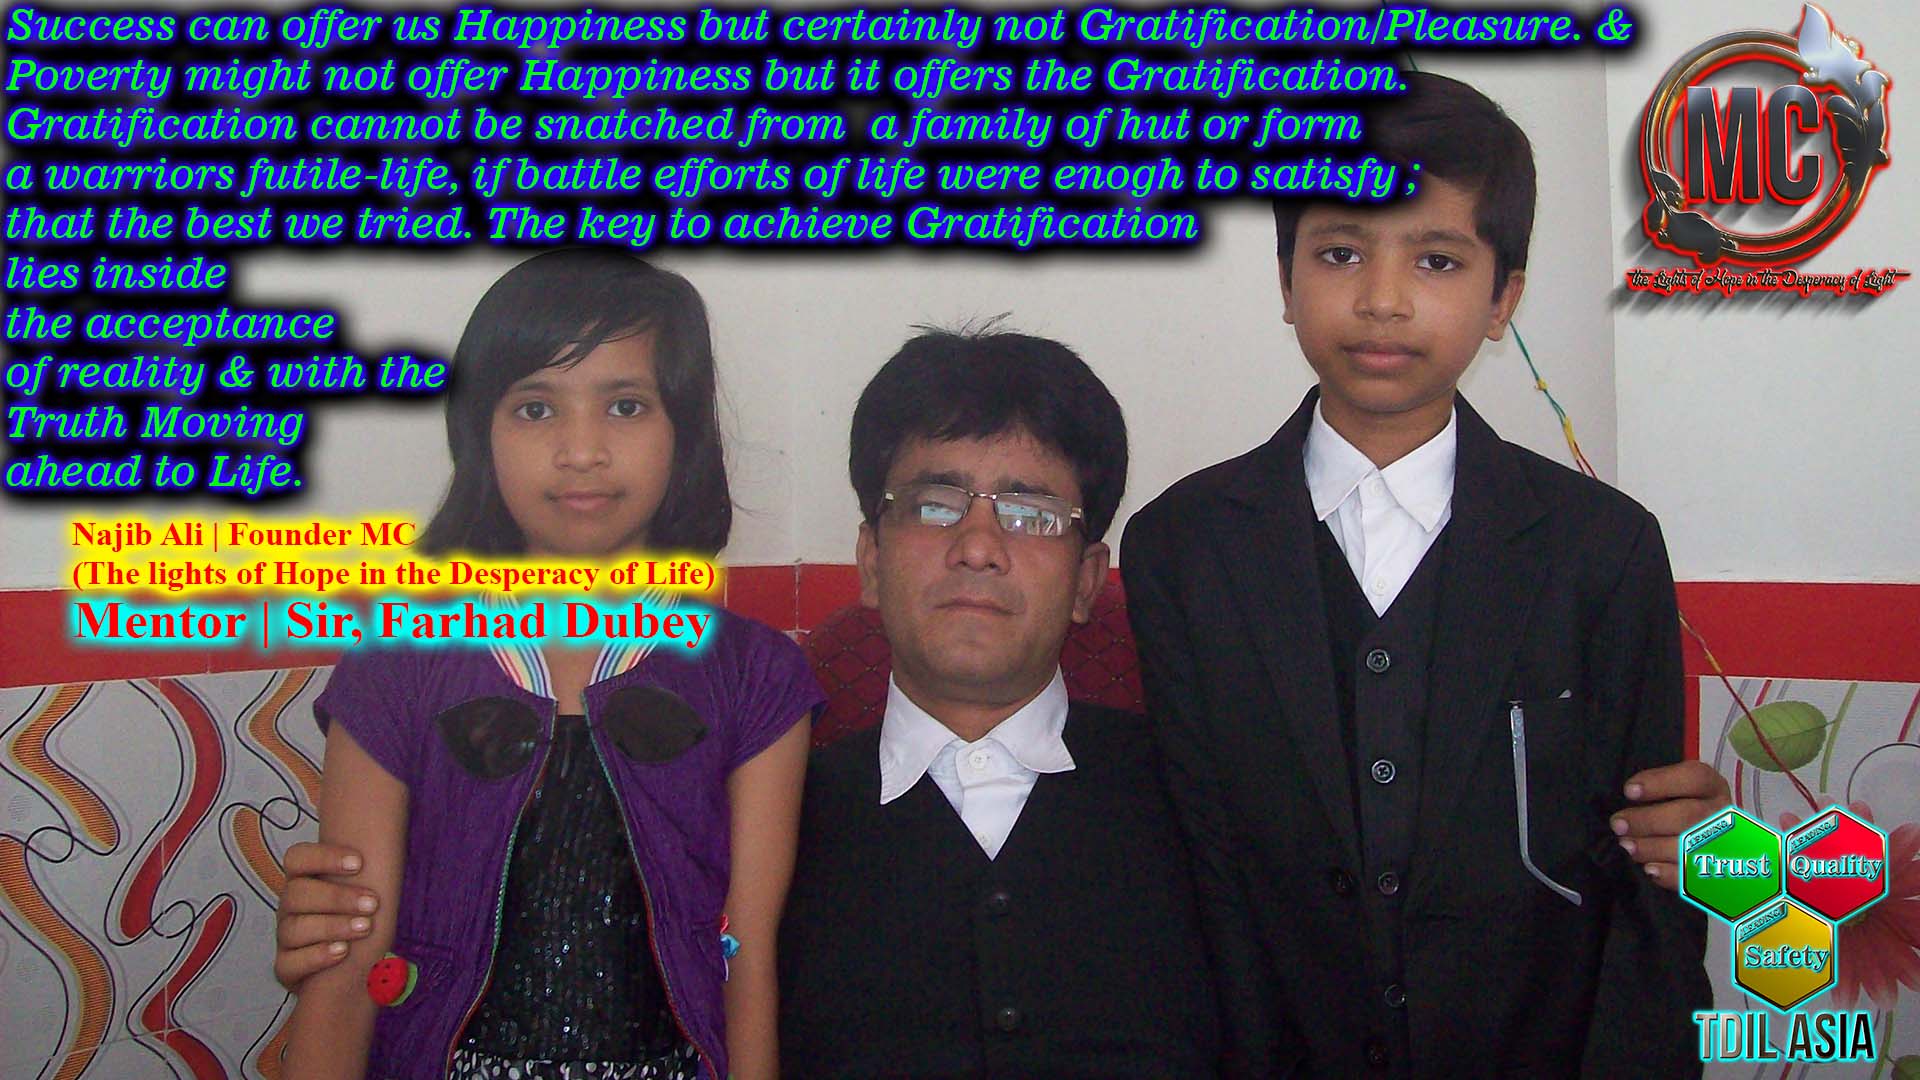 Success can offer us Happiness but certainly not Gratification/Pleasure. &
Poverty might not offer Happiness but it offers the Gratification.
Gratification cannot be snatched from a family of hut or form
a warriors futile-life, if battle efforts of life were enogh to satisfy ;
that the best we tried. The key to achieve Gratification
lies inside
the acceptance
of reality & with the
Truth Moving
ahead to Life.
MC
the Lights of Hope in the Desperacy of Light
Najib Ali | Founder MC
(The lights of Hope in the Desperacy of Life)
Mentor | Sir, Farhad Dubey
LEADING
Trust
LEADING
Quality
LEADING
Safety
TDIL ASIA